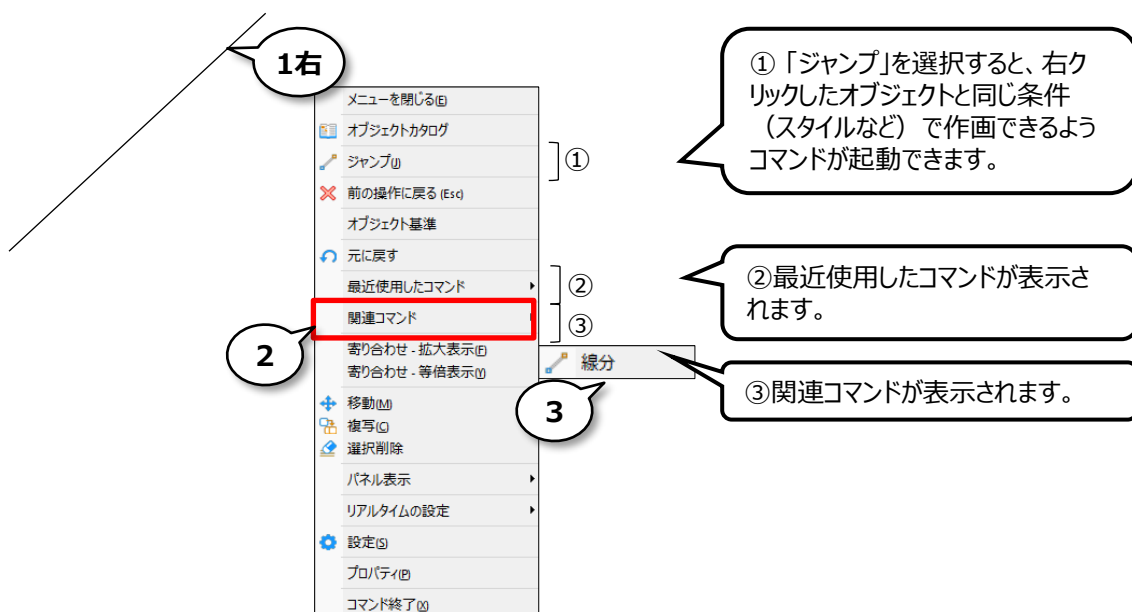 1右
メニューを閉じる(E)
オブジェクトカタログ
ジャンプ(J)
①
前の操作に戻る (Esc)
オブジェクト基準
元に戻す
最近使用したコマンド
②
関連コマンド
③
2
寄り合わせ - 拡大表示(F)
寄り合わせ - 等倍表示(Y)
線分
3
移動(M)
複写(C)
選択削除
パネル表示
リアルタイムの設定
設定(S)
プロパティ(P)
コマンド終了(X)
①「ジャンプ」を選択すると、右ク
リックしたオブジェクトと同じ条件
（スタイルなど）で作画できるよう
コマンドが起動できます。
②最近使用したコマンドが表示さ
れます。
③関連コマンドが表示されます。